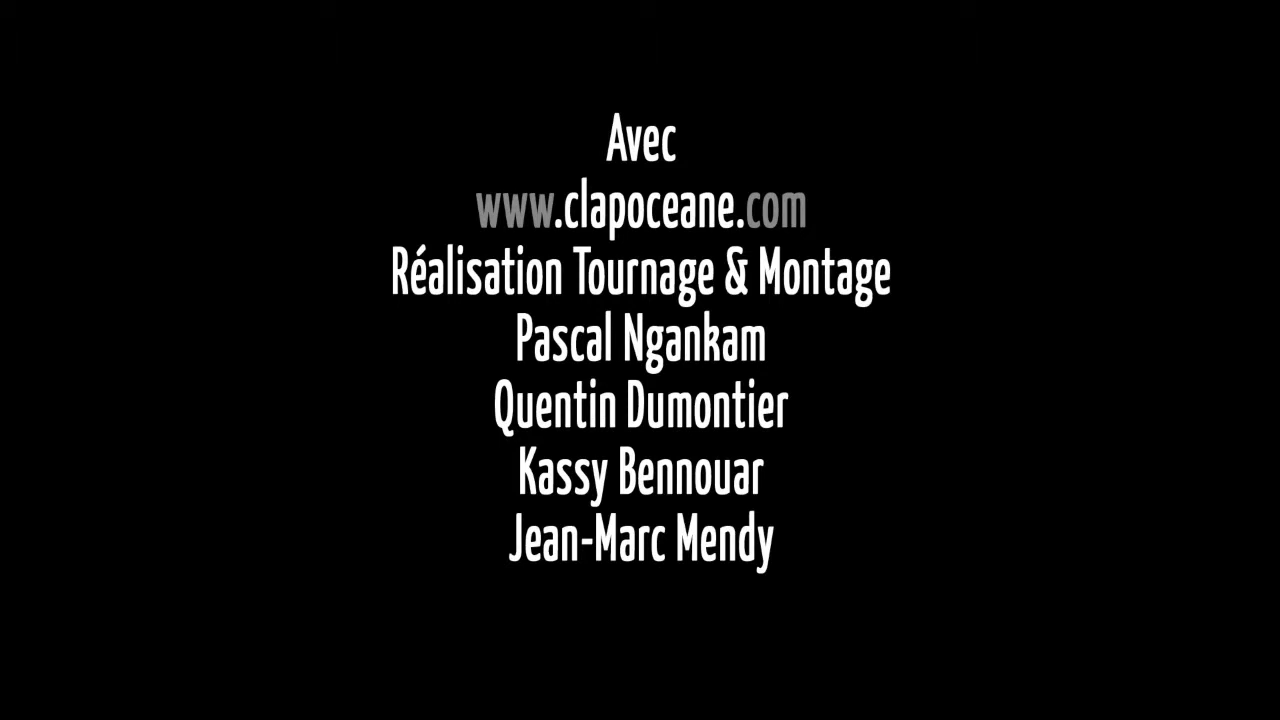 Avec
www.clapoceane.com
Réalisation Tournage & Montage
Pascal Ngankam
Quentin Dumontier
Kassy Bennouar
Jean-Marc Mendy